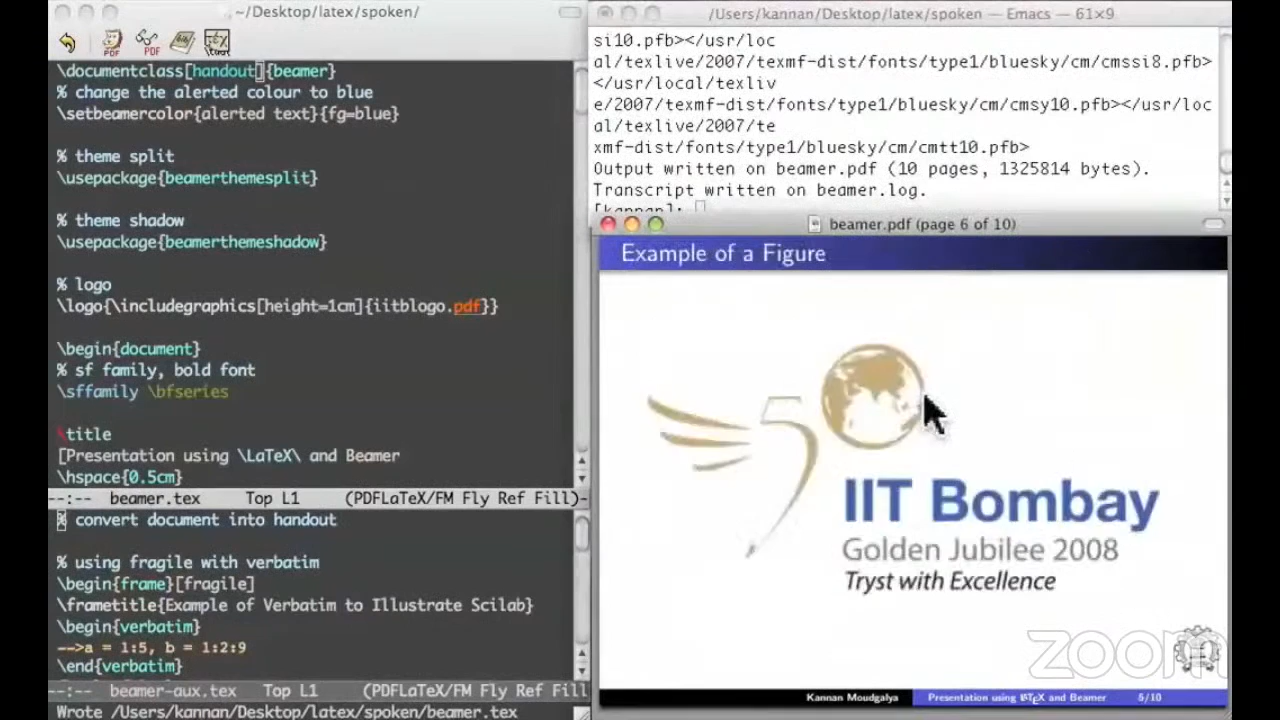 ~/Desktop/latex/spoken/
PDF
PDF
\documentclass[handout]{beamer}
% change the alerted colour to blue
\setbeamercolor{alerted text}{fg=blue}
% theme split
\usepackage{beamerthemesplit}
% theme shadow
\usepackage{beamerthemeshadow}
% logo
\logo{\includegraphics[height=1cm]{iitblogo.pdf}}
\begin{document}
% sf family, bold font
\sffamily \bfseries
\title
[Presentation using \LaTeX\ and Beamer
\hspace{0.5cm}
--:-- beamer.tex Top L1 (PDFLaTeX/FM Fly Ref Fill)-
% convert document into handout
% using fragile with verbatim
\begin{frame}[fragile]
\frametitle{Example of Verbatim to Illustrate Scilab}
\begin{verbatim}
-->a = 1:5, b = 1:2:9
\end{verbatim}
--:-- beamer-aux.tex Top L1 (PDFLaTeX/FM Fly Ref Fill
Wrote /Users/kannan/Desktop/latex/spoken/beamer.tex
/Users/kannan/Desktop/latex/spoken — Emacs — 61×9
si10.pfb></usr/loc
al/texlive/2007/texmf-dist/fonts/type1/bluesky/cm/cmssi8.pfb>
</usr/local/texliv
e/2007/texmf-dist/fonts/type1/bluesky/cm/cmsy10.pfb></usr/loc
al/texlive/2007/te
xmf-dist/fonts/type1/bluesky/cm/cmtt10.pfb>
Output written on beamer.pdf (10 pages, 1325814 bytes).
Transcript written on beamer.log.
[kannan]:
beamer.pdf (page 6 of 10)
Example of a Figure
IIT Bombay
Golden Jubilee 2008
Tryst with Excellence
zoom
Kannan Moudgalya Presentation using LATEX and Beamer 5/10